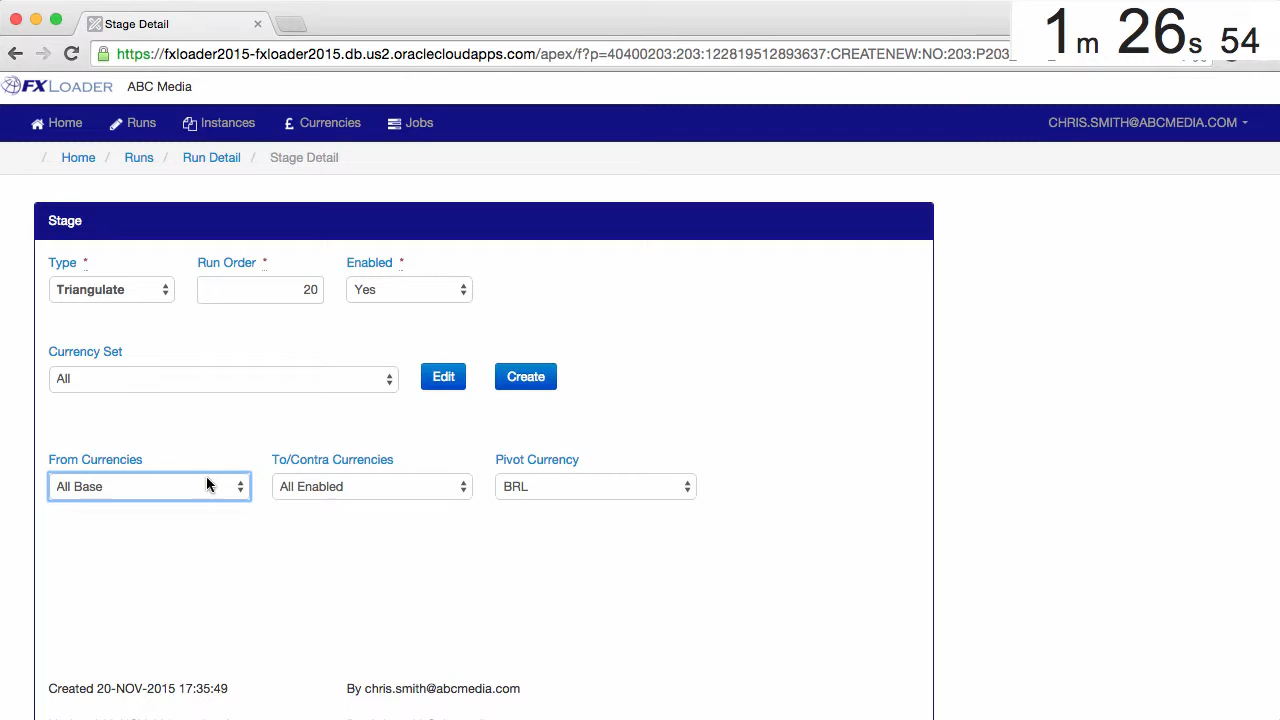 Stage Detail
1m 26s 54
https://fxloader2015-fxloader2015.db.us2.oraclecloudapps.com/apex/f?p=40400203:203:122819512893637:CREATENEW:NO:203:P203_
FXLOADER ABC Media
Home Runs Instances Currencies Jobs CHRIS.SMITH@ABCMEDIA.COM
/ Home / Runs / Run Detail / Stage Detail
Stage
Type * Run Order * Enabled *
Triangulate 20 Yes
Currency Set
All Edit Create
From Currencies To/Contra Currencies Pivot Currency
All Base All Enabled BRL
Created 20-NOV-2015 17:35:49 By chris.smith@abcmedia.com